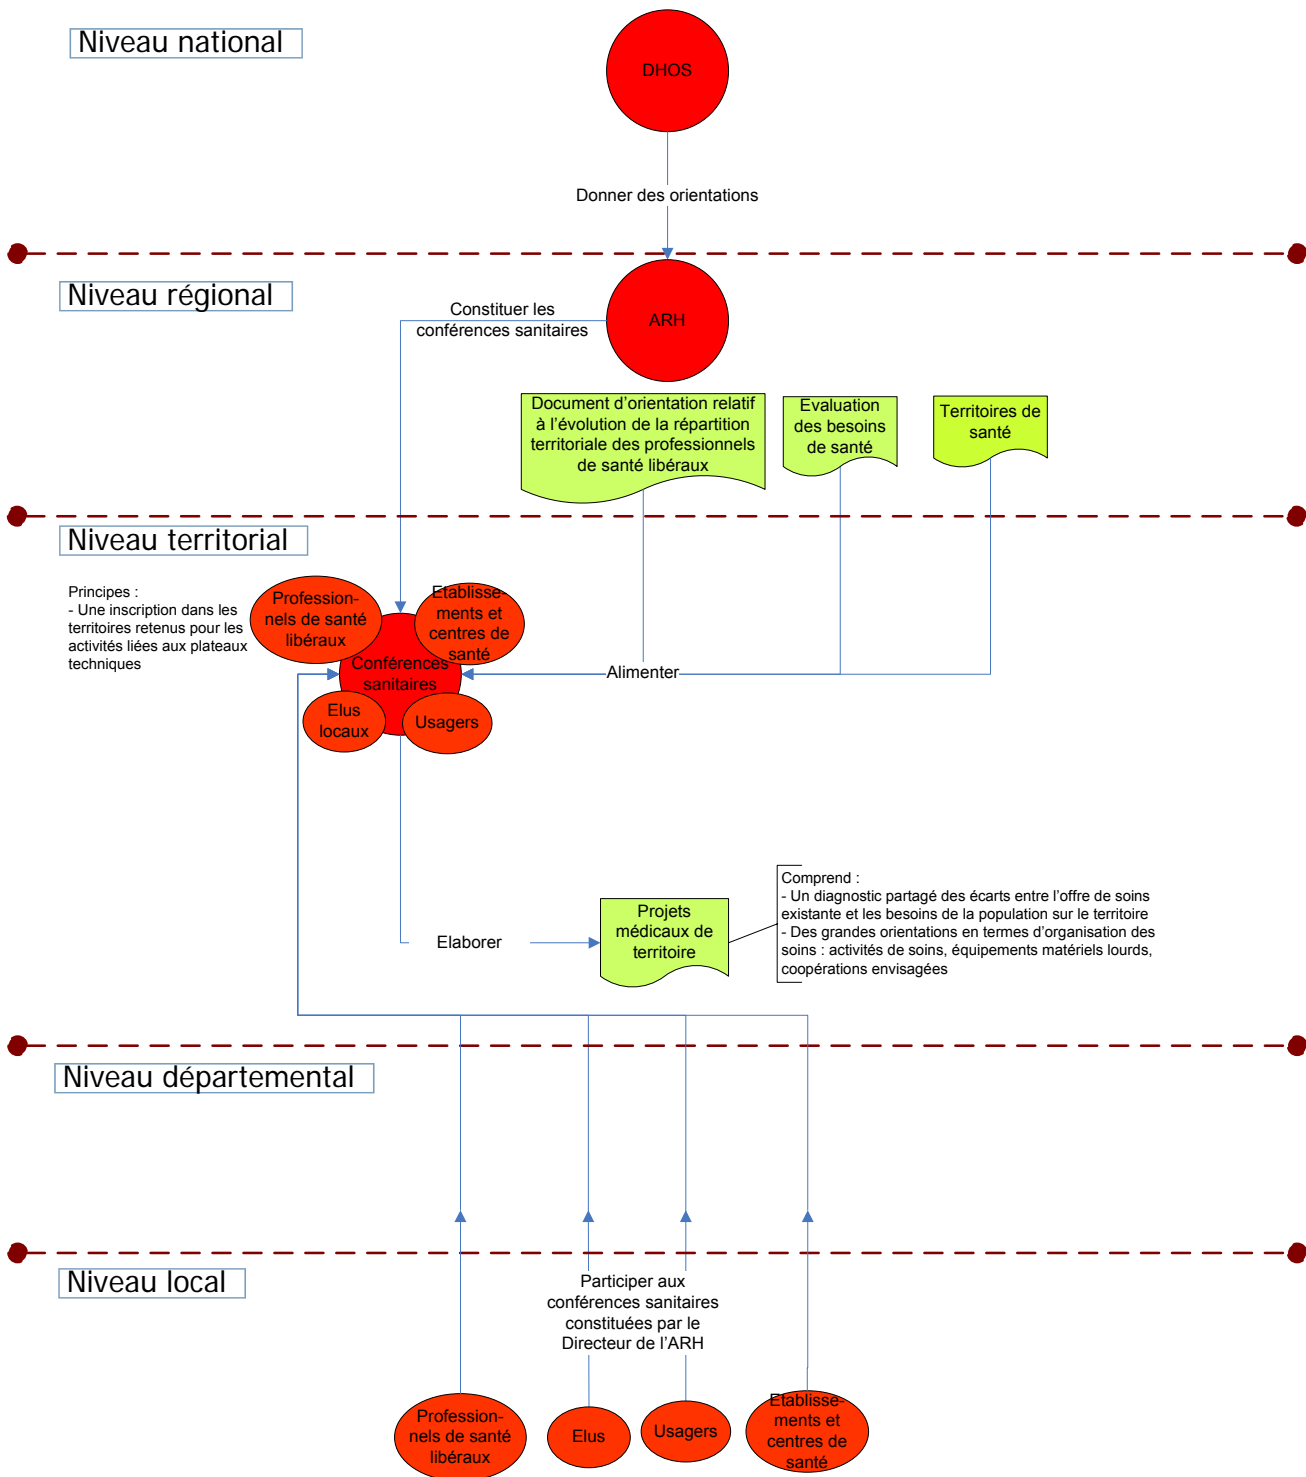 Niveau national
DHOS
Donner des orientations
Niveau régional
Constituer les
conférences sanitaires
ARH
Document d'orientation relatif
à l'évolution de la répartition
territoriale des professionnels
de santé libéraux
Evaluation
des besoins
de santé
Territoires de
santé
Niveau territorial
Principes :
- Une inscription dans les
territoires retenus pour les
activités liées aux plateaux
techniques
Profession-
nels de santé
libéraux
Etablisse-
ments et
centres de
santé
Conférences
sanitaires
Elus
locaux
Usagers
Alimenter
Elaborer
Projets
médicaux de
territoire
Comprend :
- Un diagnostic partagé des écarts entre l'offre de soins
existante et les besoins de la population sur le territoire
- Des grandes orientations en termes d'organisation des
soins : activités de soins, équipements matériels lourds,
coopérations envisagées
Niveau départemental
Niveau local
Participer aux
conférences sanitaires
constituées par le
Directeur de l'ARH
Profession-
nels de santé
libéraux
Elus
Usagers
Etablisse-
ments et
centres de
santé